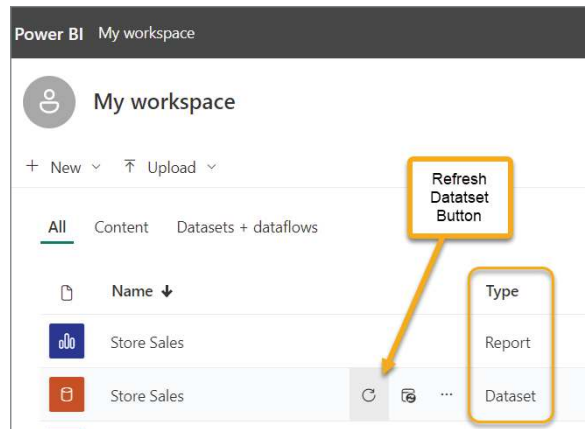 Power BI My workspace
My workspace
+ New Upload
Refresh
Datatset
Button
All Content Datasets + dataflows
Name Type
Store Sales Report
Store Sales Dataset